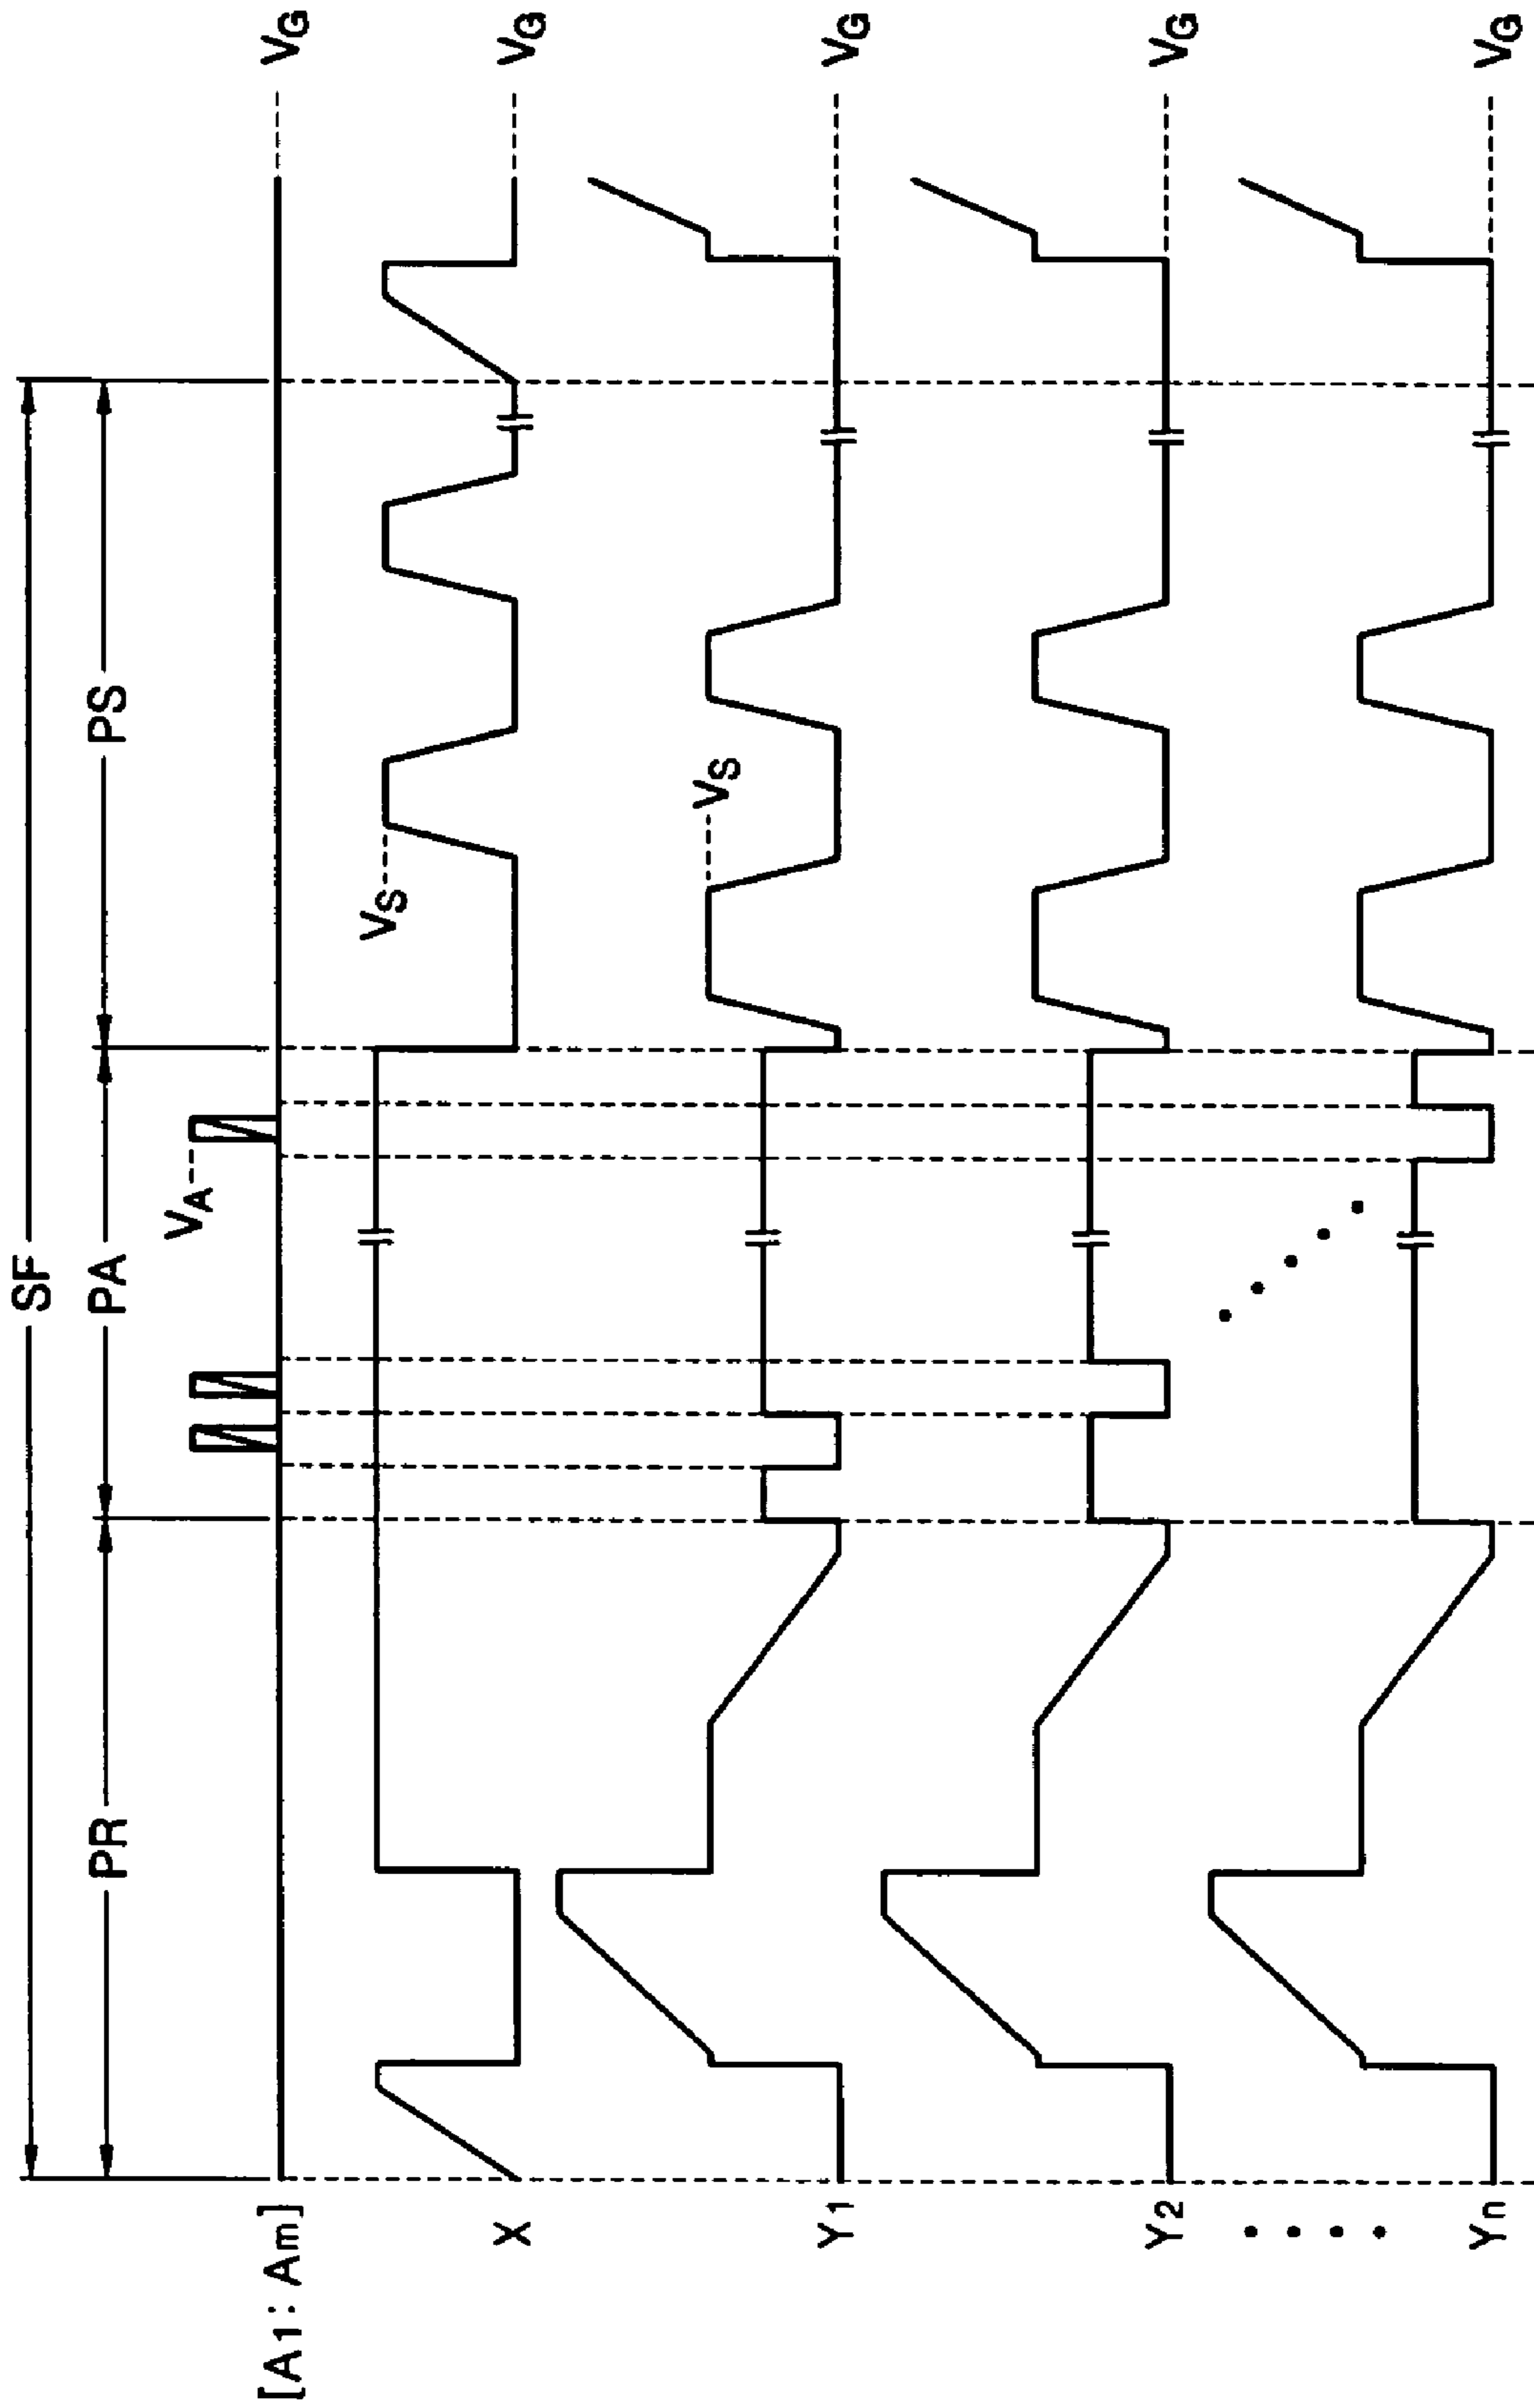 SF
PR PA PS
VA
[A1 : Am] VG
X VS VG
Y1 VS VG
Y2 VG
Yn VG